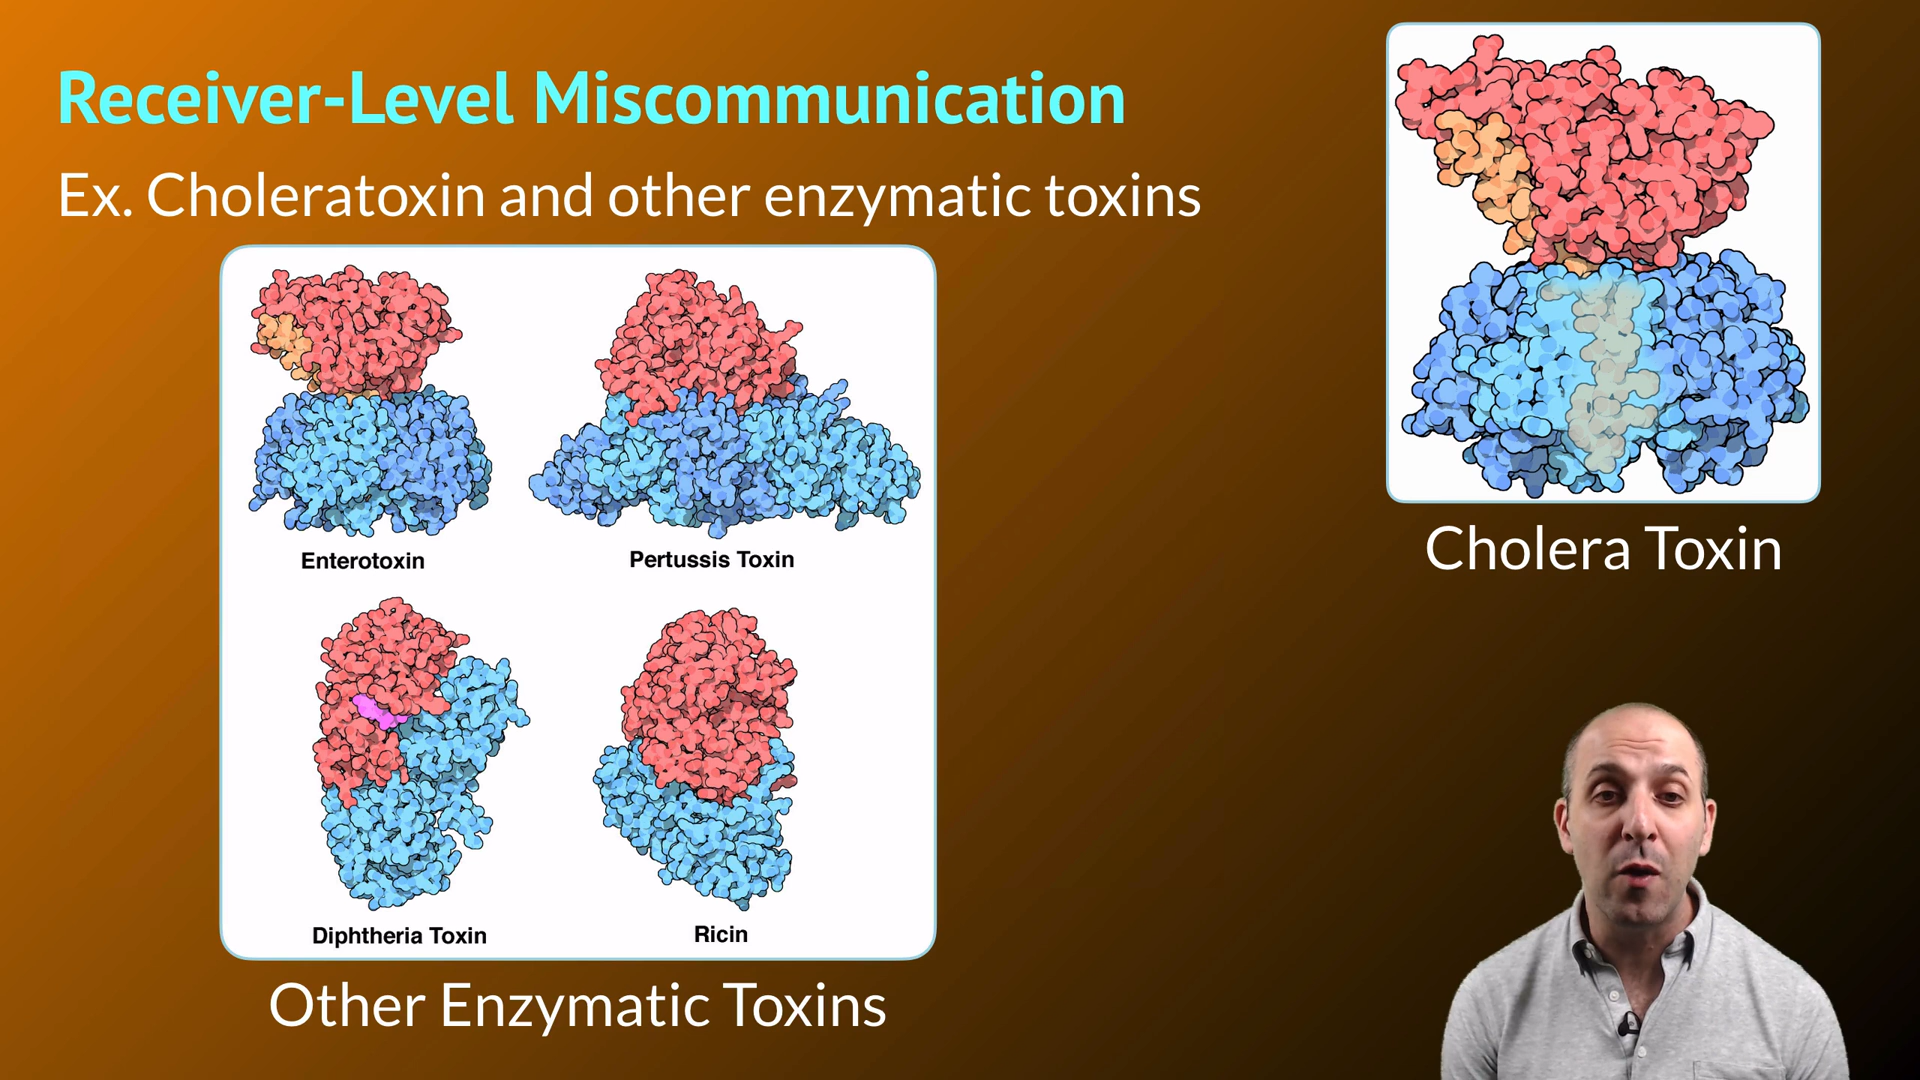 Receiver-Level Miscommunication
Ex. Choleratoxin and other enzymatic toxins
Enterotoxin
Pertussis Toxin
Diphtheria Toxin
Ricin
Other Enzymatic Toxins
Cholera Toxin